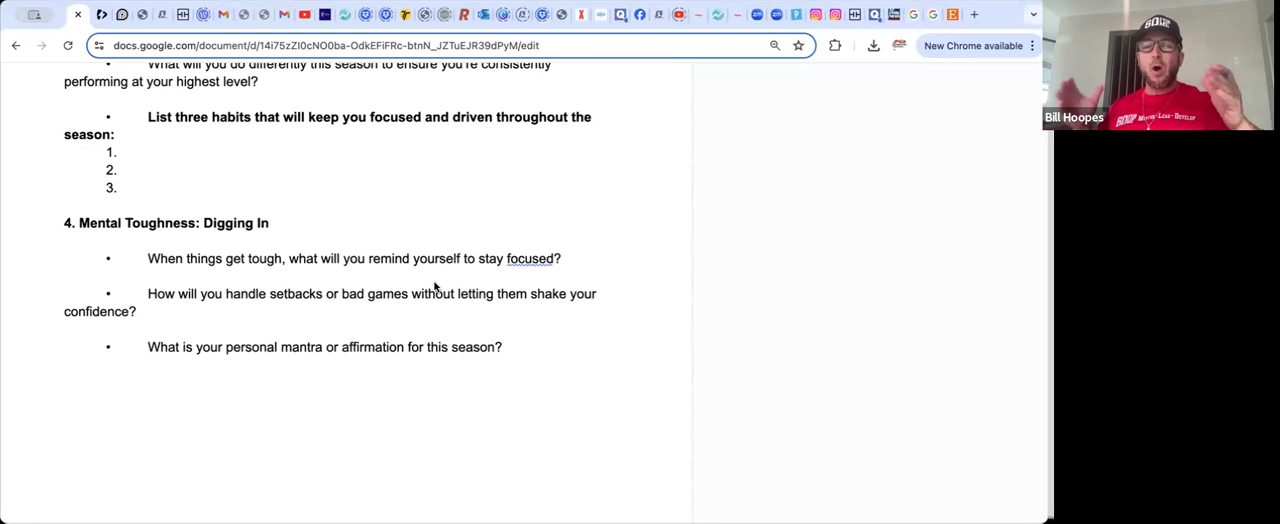 docs.google.com/document/d/14i75zZI0cNO0ba-OdkEFiFRc-btnN_JZTuEJR39dPyM/edit
New Chrome available
• What will you do differently this season to ensure you're consistently
performing at your highest level?
• List three habits that will keep you focused and driven throughout the
season:
1.
2.
3.
4. Mental Toughness: Digging In
• When things get tough, what will you remind yourself to stay focused?
• How will you handle setbacks or bad games without letting them shake your
confidence?
• What is your personal mantra or affirmation for this season?
Bill Hoopes